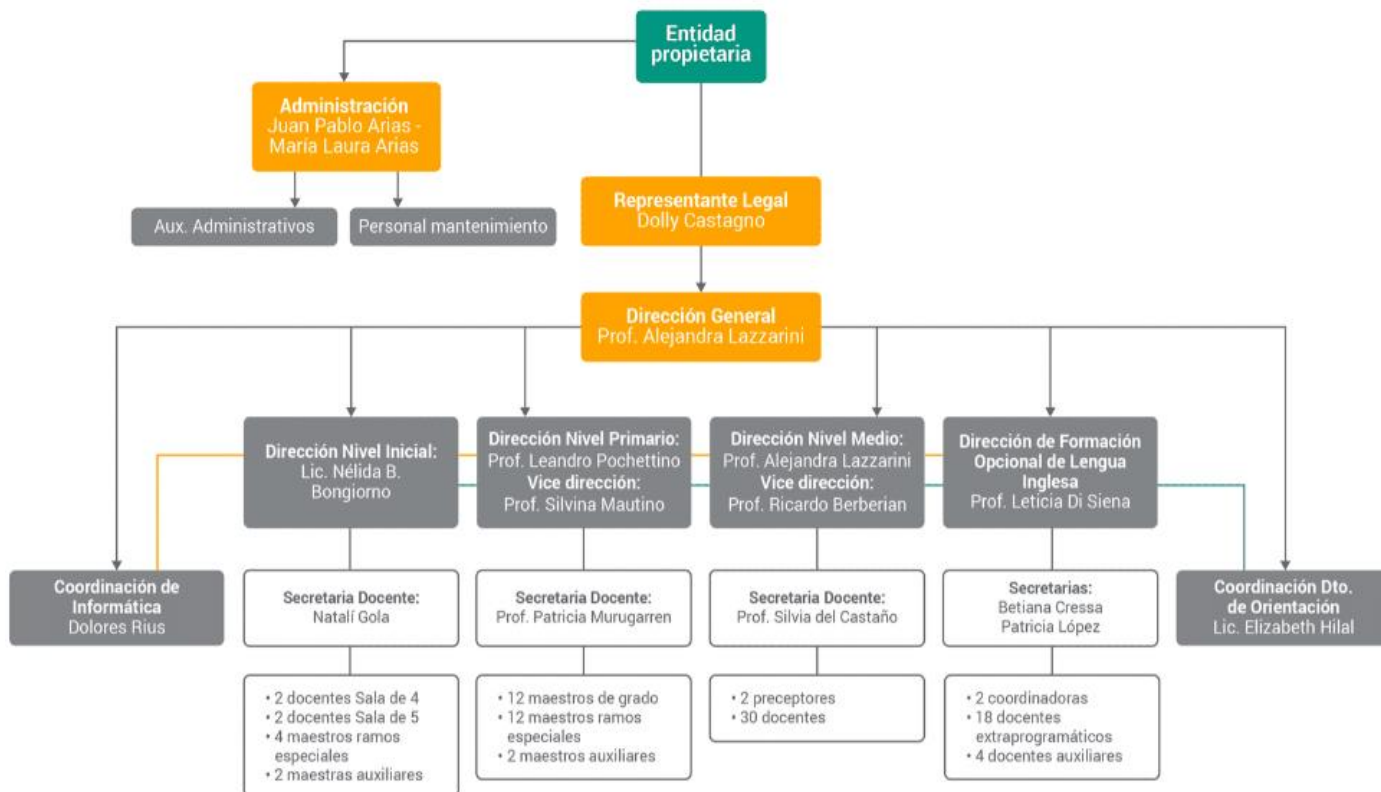 Entidad
propietaria
Administración
Juan Pablo Arias -
María Laura Arias
Aux. Administrativos
Personal mantenimiento
Representante Legal
Dolly Castagno
Dirección General
Prof. Alejandra Lazzarini
Dirección Nivel Inicial:
Lic. Nélida B.
Bongiorno
Dirección Nivel Primario:
Prof. Leandro Pochettino
Vice dirección:
Prof. Silvina Mautino
Dirección Nivel Medio:
Prof. Alejandra Lazzarini
Vice dirección:
Prof. Ricardo Berberian
Dirección de Formación
Opcional de Lengua
Inglesa
Prof. Leticia Di Siena
Coordinación de
Informática
Dolores Rius
Secretaria Docente:
Natalí Gola
Secretaria Docente:
Prof. Patricia Murugarren
Secretaria Docente:
Prof. Silvia del Castaño
Secretarias:
Betiana Cressa
Patricia López
Coordinación Dto.
de Orientación
Lic. Elizabeth Hilal
• 2 docentes Sala de 4
• 2 docentes Sala de 5
• 4 maestros ramos
especiales
• 2 maestras auxiliares
• 12 maestros de grado
• 12 maestros ramos
especiales
• 2 maestros auxiliares
• 2 preceptores
• 30 docentes
• 2 coordinadoras
• 18 docentes
extraprogramáticos
• 4 docentes auxiliares